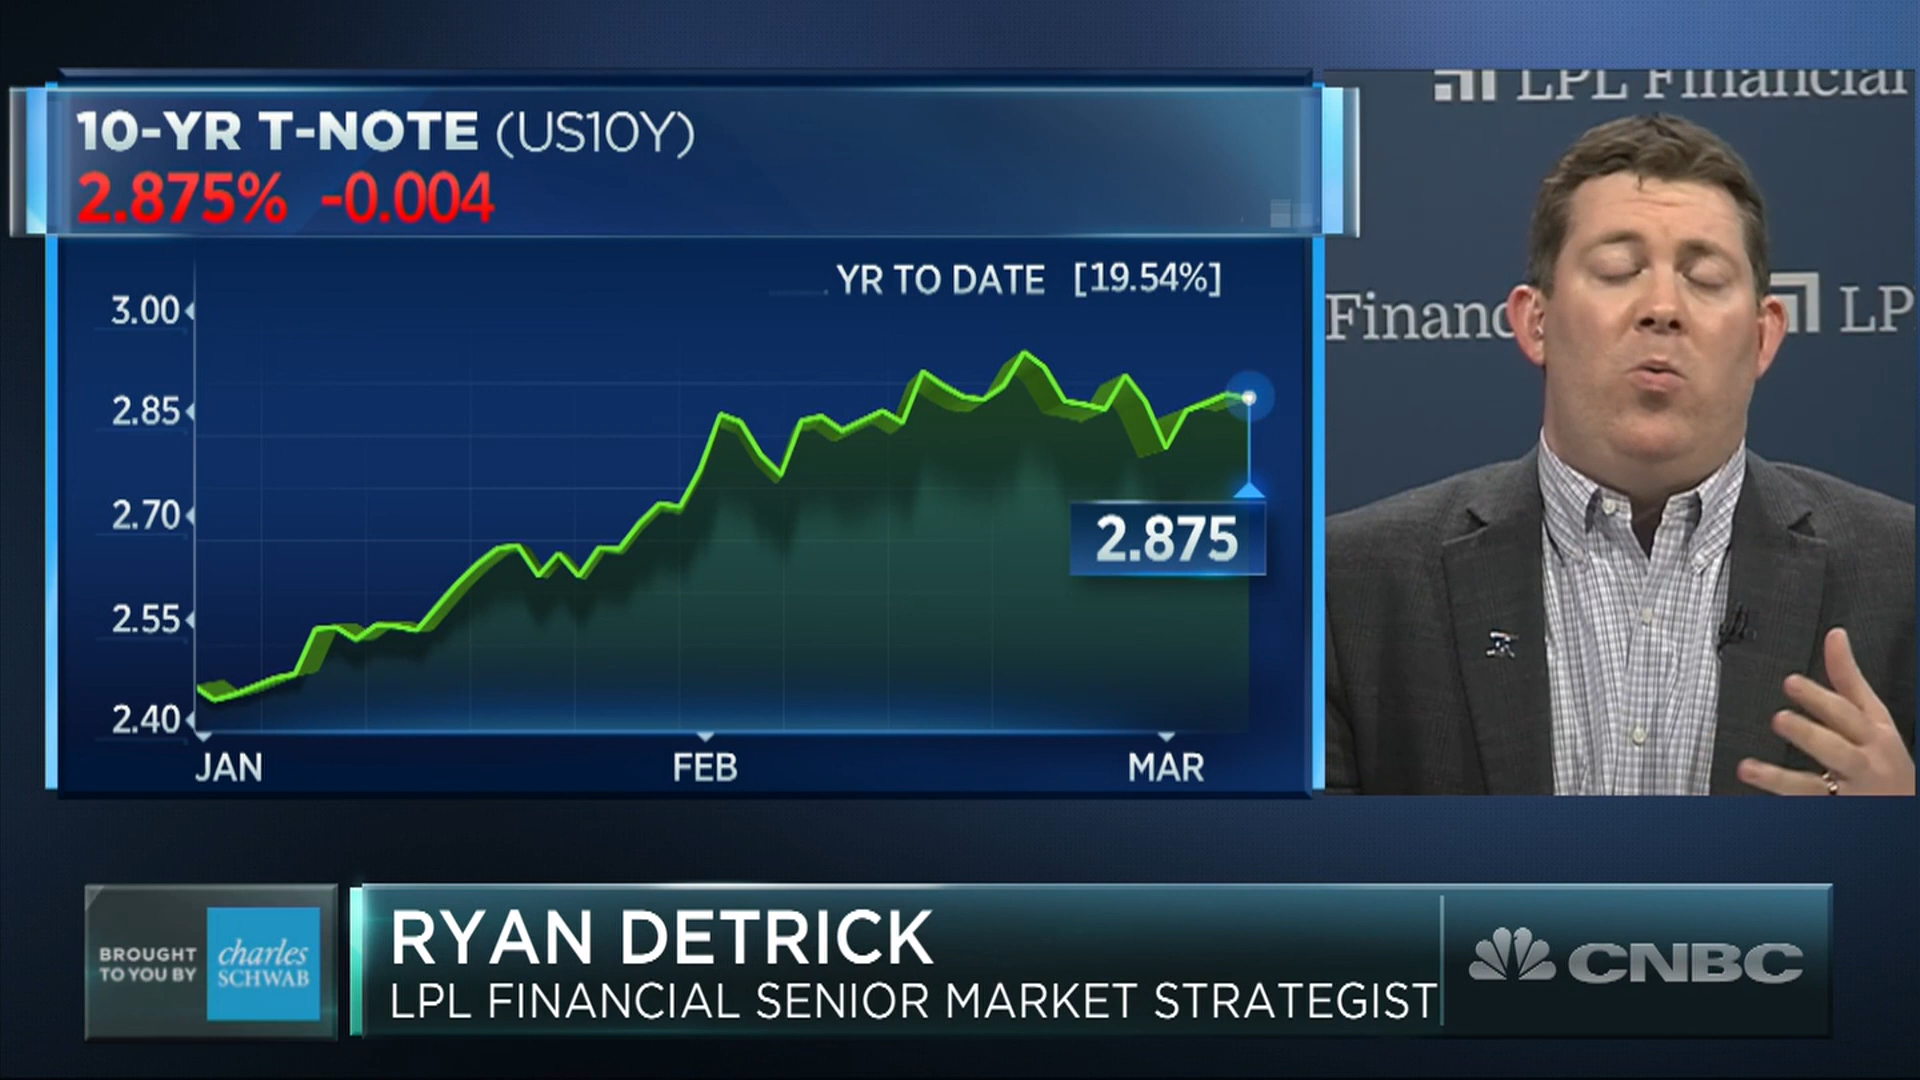 10-YR T-NOTE (US10Y)
2.875% -0.004
YR TO DATE [19.54%]
3.00
2.85
2.70
2.55
2.40
2.875
JAN FEB MAR
LPL Financial
Financ
LP
BROUGHT
TO YOU BY
charles
SCHWAB
RYAN DETRICK
LPL FINANCIAL SENIOR MARKET STRATEGIST
CNBC